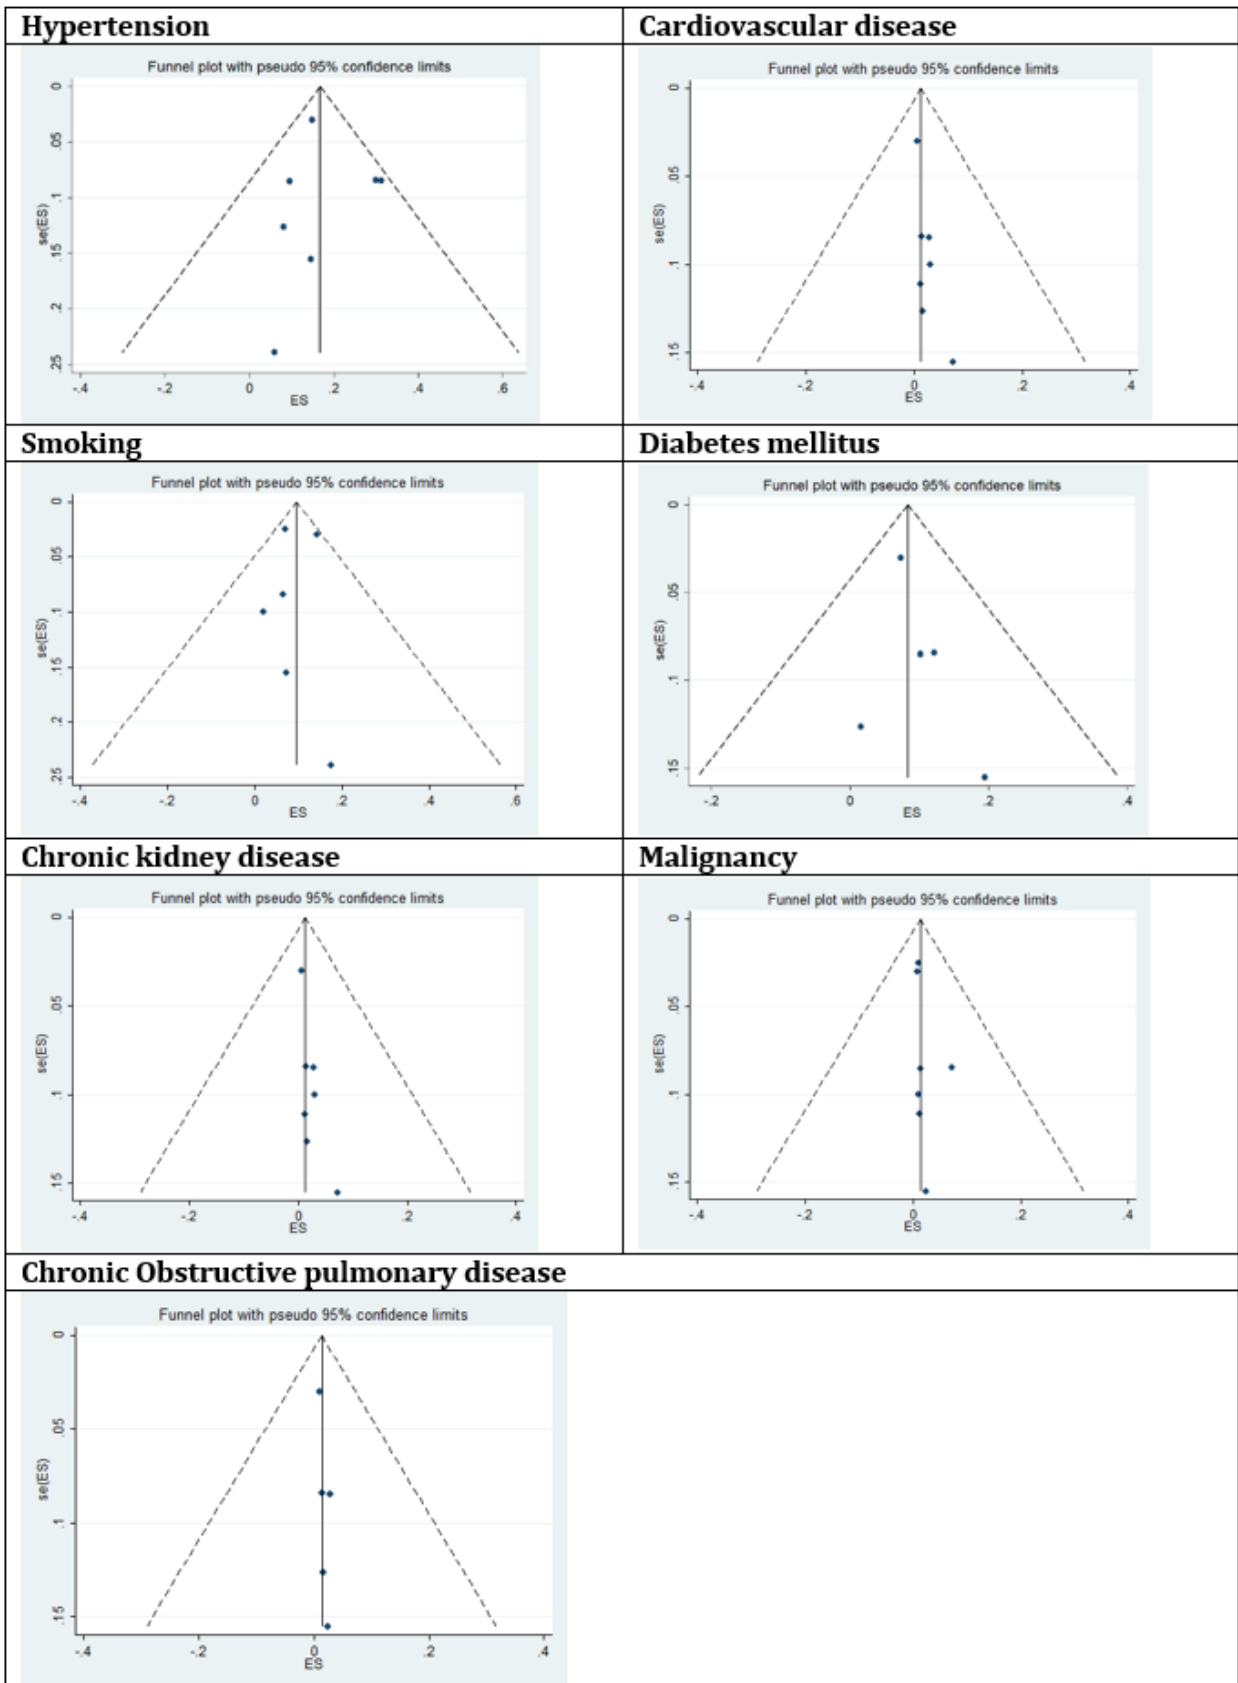 Hypertension
Cardiovascular disease
Funnel plot with pseudo 95% confidence limits
0
.05
.1
.15
.2
.25
se(ES)
-.4
-.2
0
.2
.4
.6
ES
Funnel plot with pseudo 95% confidence limits
0
.05
.1
.15
se(ES)
-.4
-.2
0
.2
.4
ES
Smoking
Diabetes mellitus
Funnel plot with pseudo 95% confidence limits
0
.05
.1
.15
.2
.25
se(ES)
-.4
-.2
0
.2
.4
.6
ES
Funnel plot with pseudo 95% confidence limits
0
.05
.1
.15
se(ES)
-.2
0
.2
.4
ES
Chronic kidney disease
Malignancy
Funnel plot with pseudo 95% confidence limits
0
.05
.1
.15
se(ES)
-.4
-.2
0
.2
.4
ES
Funnel plot with pseudo 95% confidence limits
0
.05
.1
.15
se(ES)
-.4
-.2
0
.2
.4
ES
Chronic Obstructive pulmonary disease
Funnel plot with pseudo 95% confidence limits
0
.05
.1
.15
se(ES)
-.4
-.2
0
.2
.4
ES